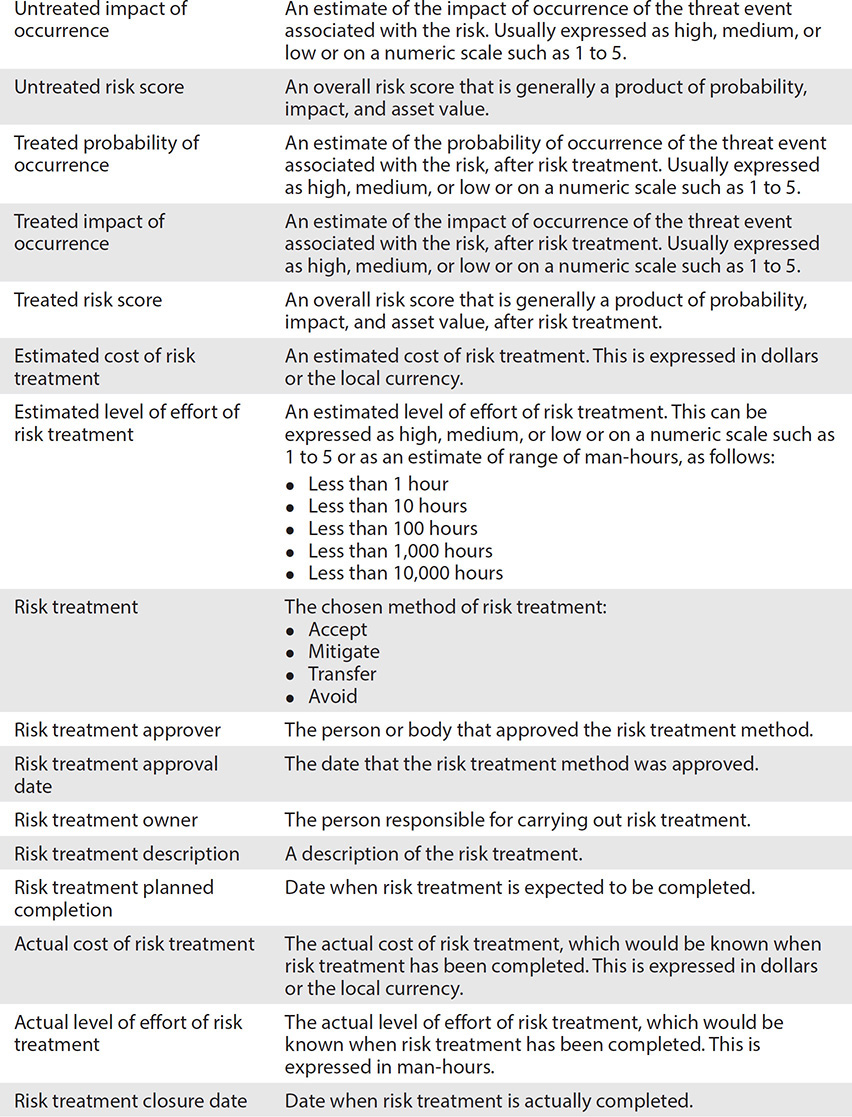 Untreated impact of
occurrence
An estimate of the impact of occurrence of the threat event
associated with the risk. Usually expressed as high, medium, or
low or on a numeric scale such as 1 to 5.
Untreated risk score
An overall risk score that is generally a product of probability,
impact, and asset value.
Treated probability of
occurrence
An estimate of the probability of occurrence of the threat event
associated with the risk, after risk treatment. Usually expressed
as high, medium, or low or on a numeric scale such as 1 to 5.
Treated impact of
occurrence
An estimate of the impact of occurrence of the threat event
associated with the risk, after risk treatment. Usually expressed
as high, medium, or low or on a numeric scale such as 1 to 5.
Treated risk score
An overall risk score that is generally a product of probability,
impact, and asset value, after risk treatment.
Estimated cost of risk
treatment
An estimated cost of risk treatment. This is expressed in dollars
or the local currency.
Estimated level of effort of
risk treatment
An estimated level of effort of risk treatment. This can be
expressed as high, medium, or low or on a numeric scale such as
1 to 5 or as an estimate of range of man-hours, as follows:
• Less than 1 hour
• Less than 10 hours
• Less than 100 hours
• Less than 1,000 hours
• Less than 10,000 hours
Risk treatment
The chosen method of risk treatment:
• Accept
• Mitigate
• Transfer
• Avoid
Risk treatment approver
The person or body that approved the risk treatment method.
Risk treatment approval
date
The date that the risk treatment method was approved.
Risk treatment owner
The person responsible for carrying out risk treatment.
Risk treatment description
A description of the risk treatment.
Risk treatment planned
completion
Date when risk treatment is expected to be completed.
Actual cost of risk treatment
The actual cost of risk treatment, which would be known when
risk treatment has been completed. This is expressed in dollars
or the local currency.
Actual level of effort of risk
treatment
The actual level of effort of risk treatment, which would be
known when risk treatment has been completed. This is
expressed in man-hours.
Risk treatment closure date
Date when risk treatment is actually completed.